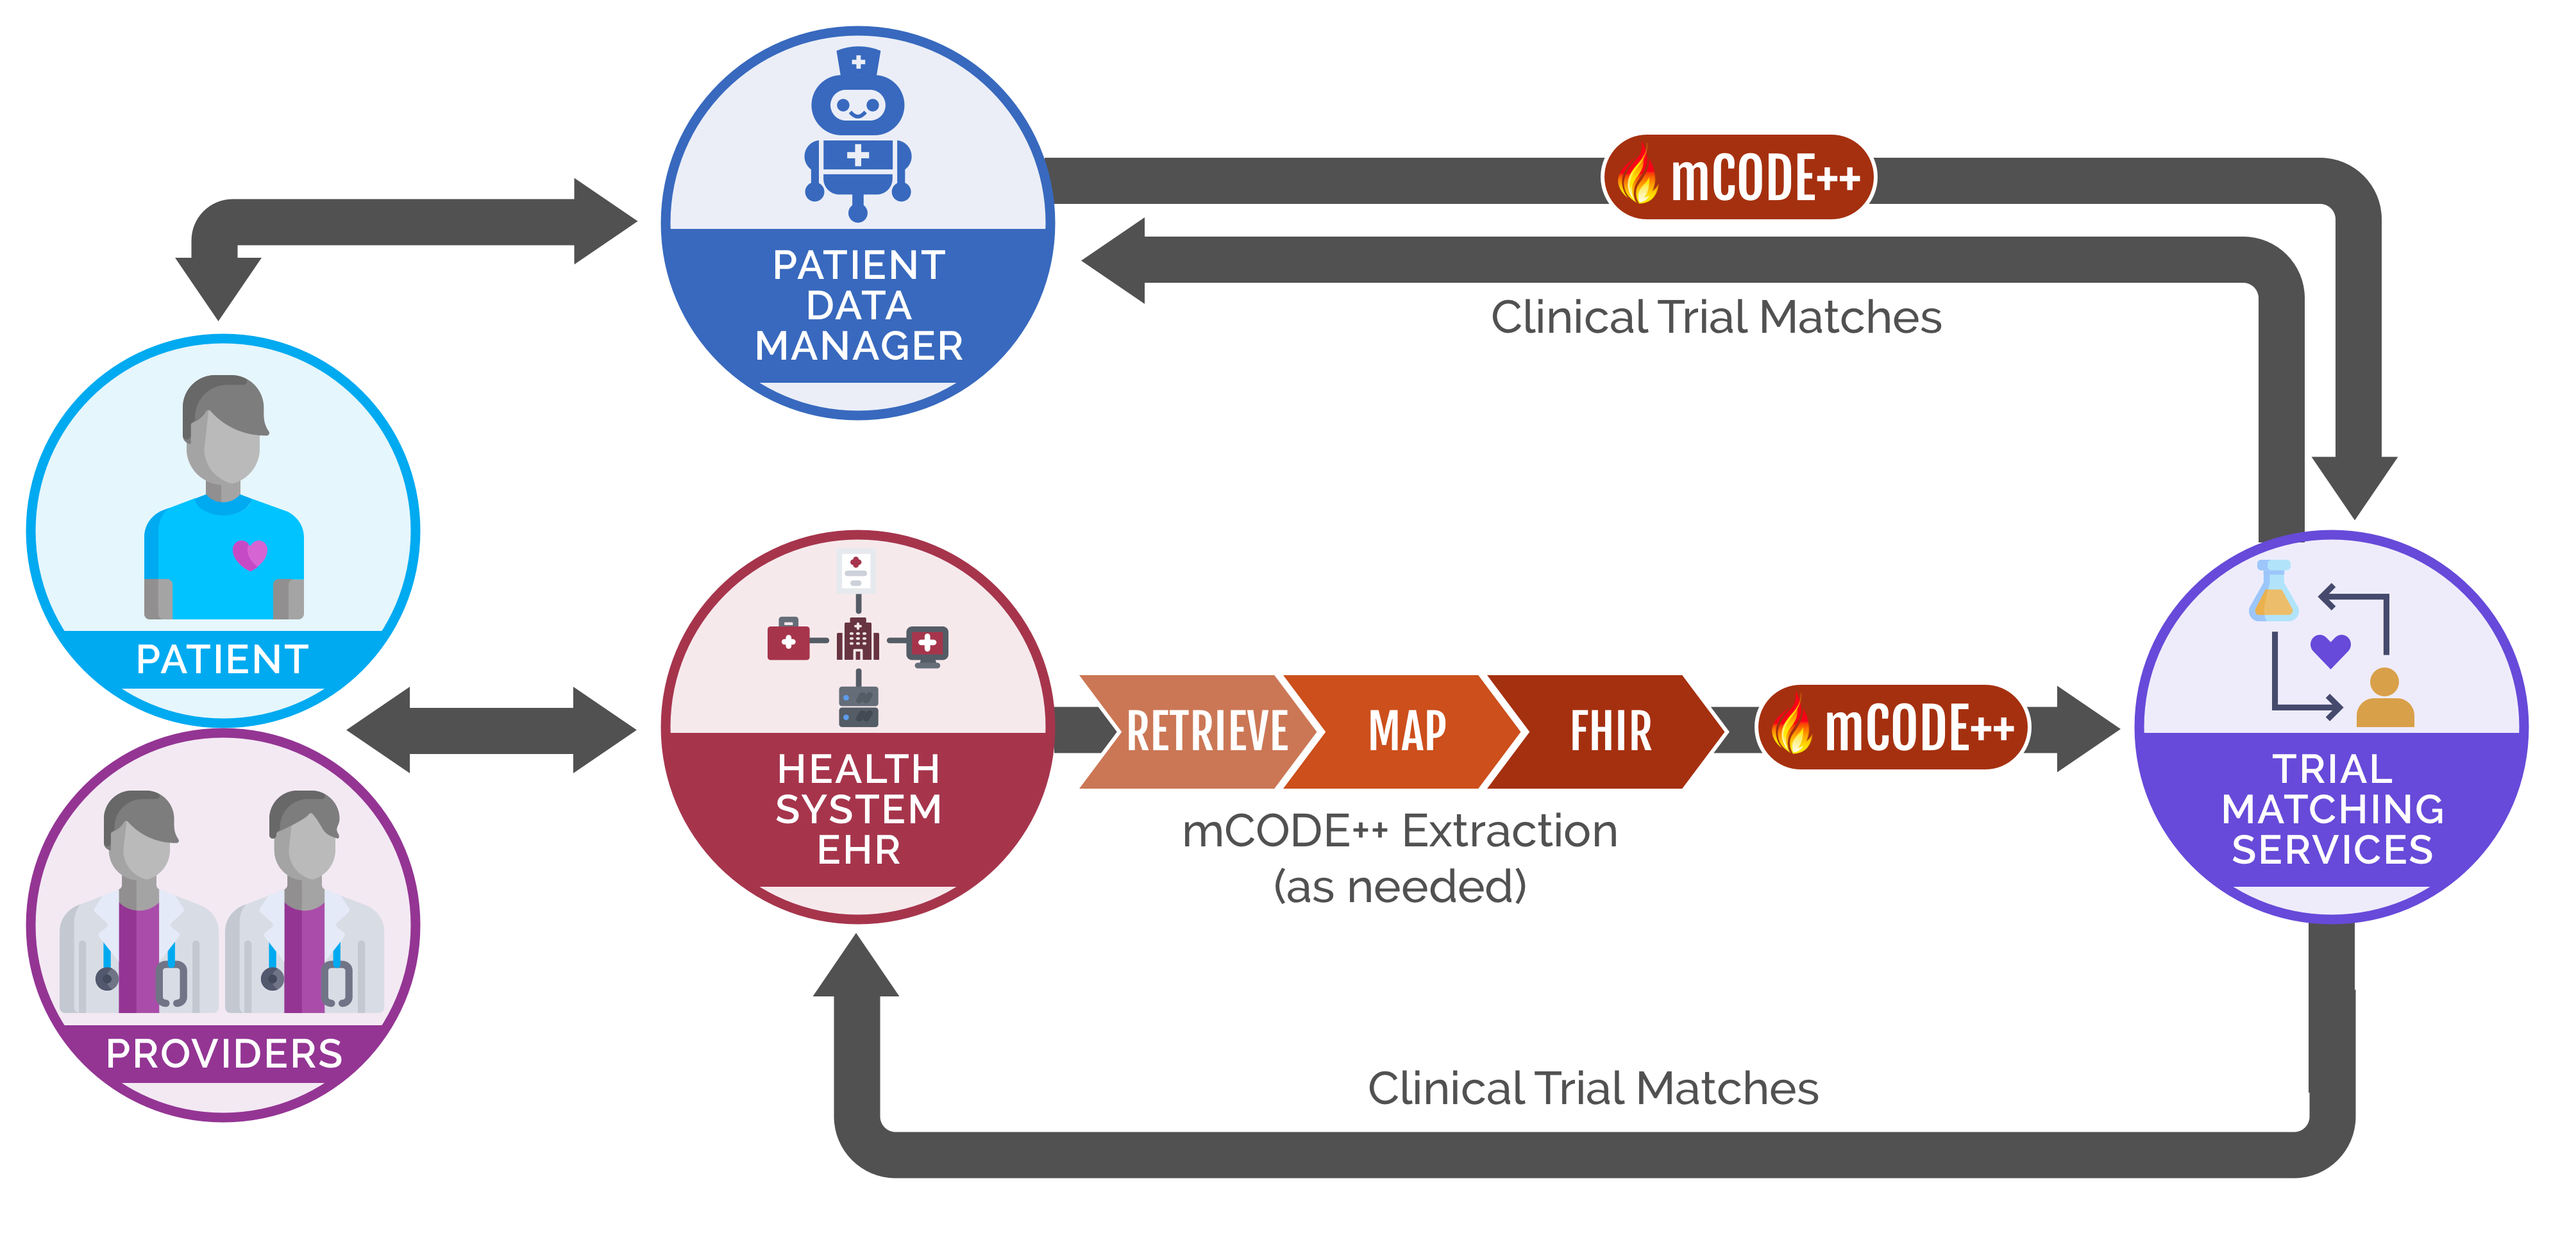 PATIENT
DATA
MANAGER
mCODE++
Clinical Trial Matches
PATIENT
PROVIDERS
HEALTH
SYSTEM
EHR
RETRIEVE
MAP
FHIR
mCODE++
mCODE++ Extraction
(as needed)
TRIAL
MATCHING
SERVICES
Clinical Trial Matches